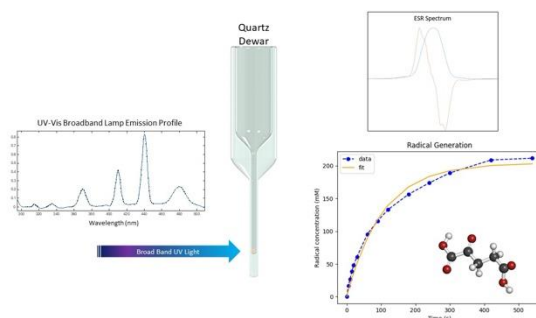 Quartz
Dewar
ESR Spectrum
UV-Vis Broadband Lamp Emission Profile
Wavelength (nm)
Broad Band UV Light
Radical Generation
data
fit
Radical concentration (mM)
200
150
100
50
0
0 100 200 300 400 500